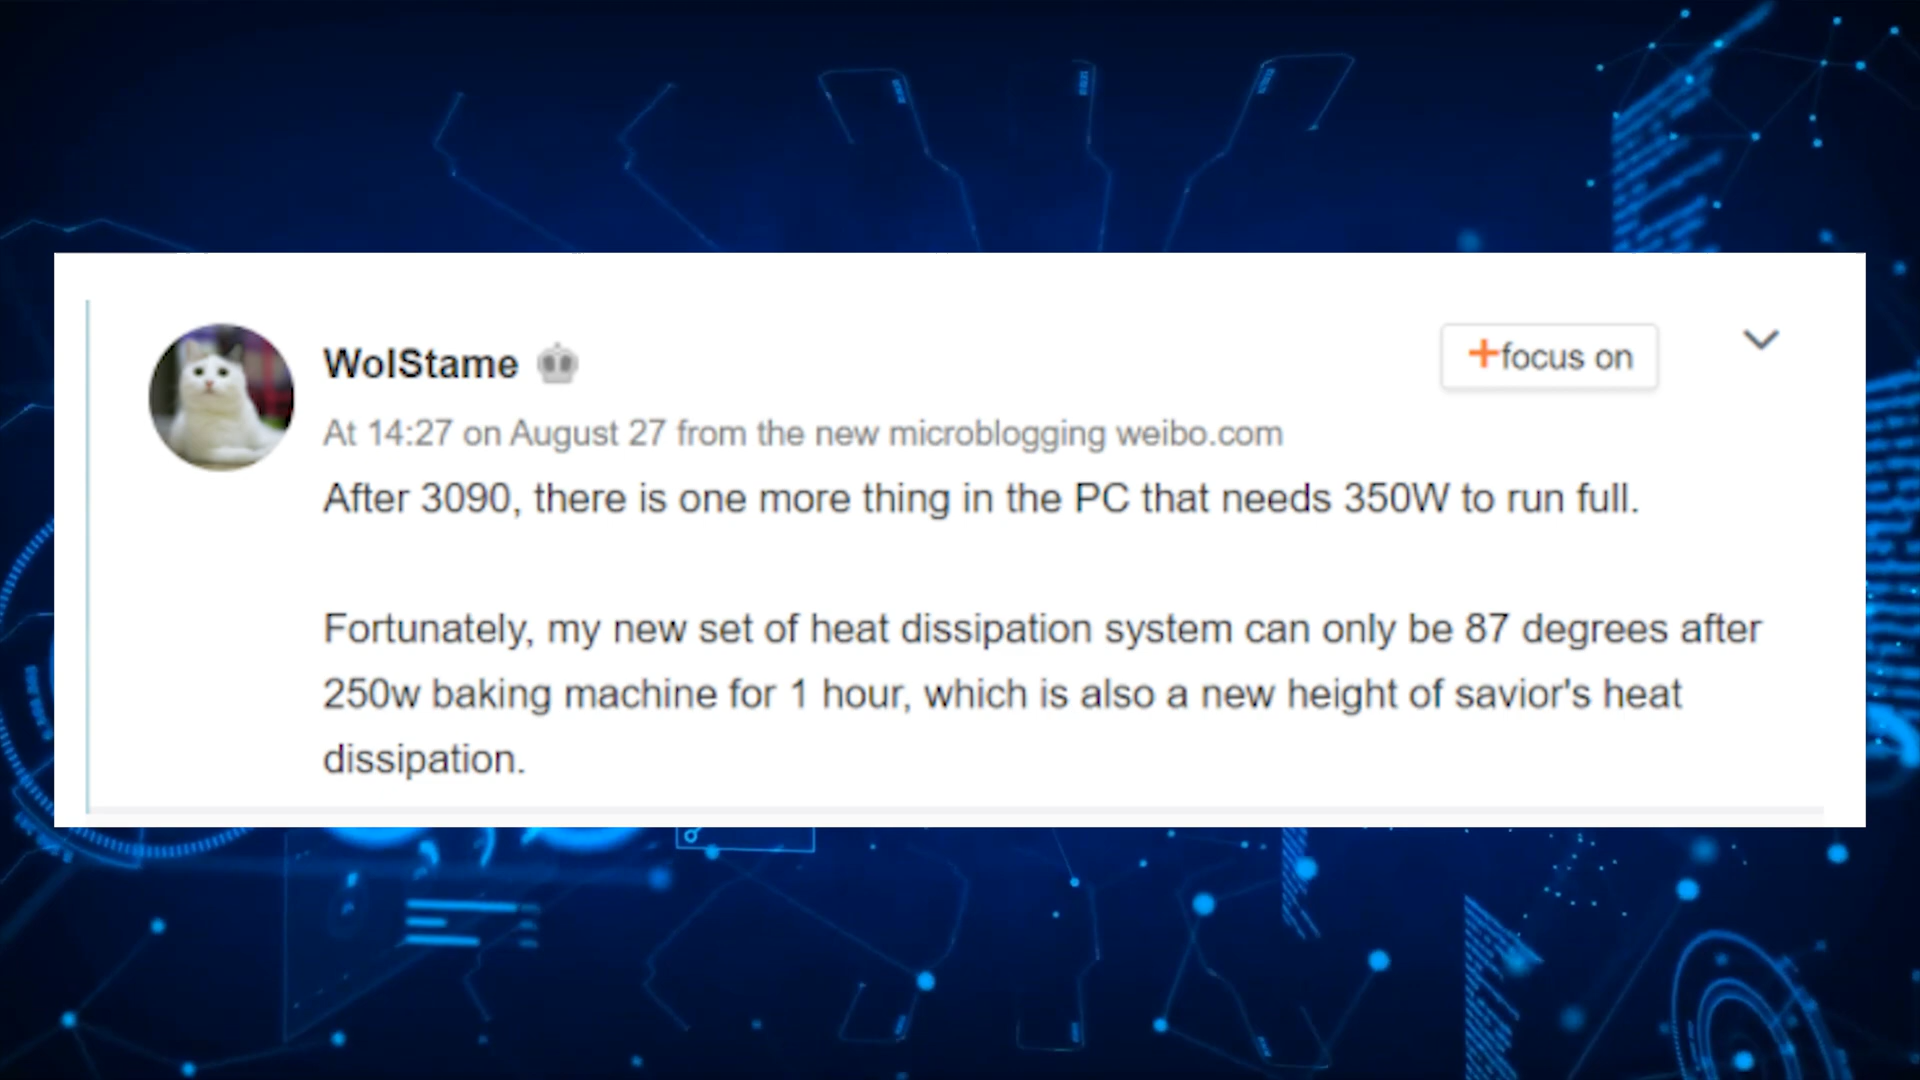 WolStame
+focus on
At 14:27 on August 27 from the new microblogging weibo.com
After 3090, there is one more thing in the PC that needs 350W to run full.
Fortunately, my new set of heat dissipation system can only be 87 degrees after
250w baking machine for 1 hour, which is also a new height of savior's heat
dissipation.